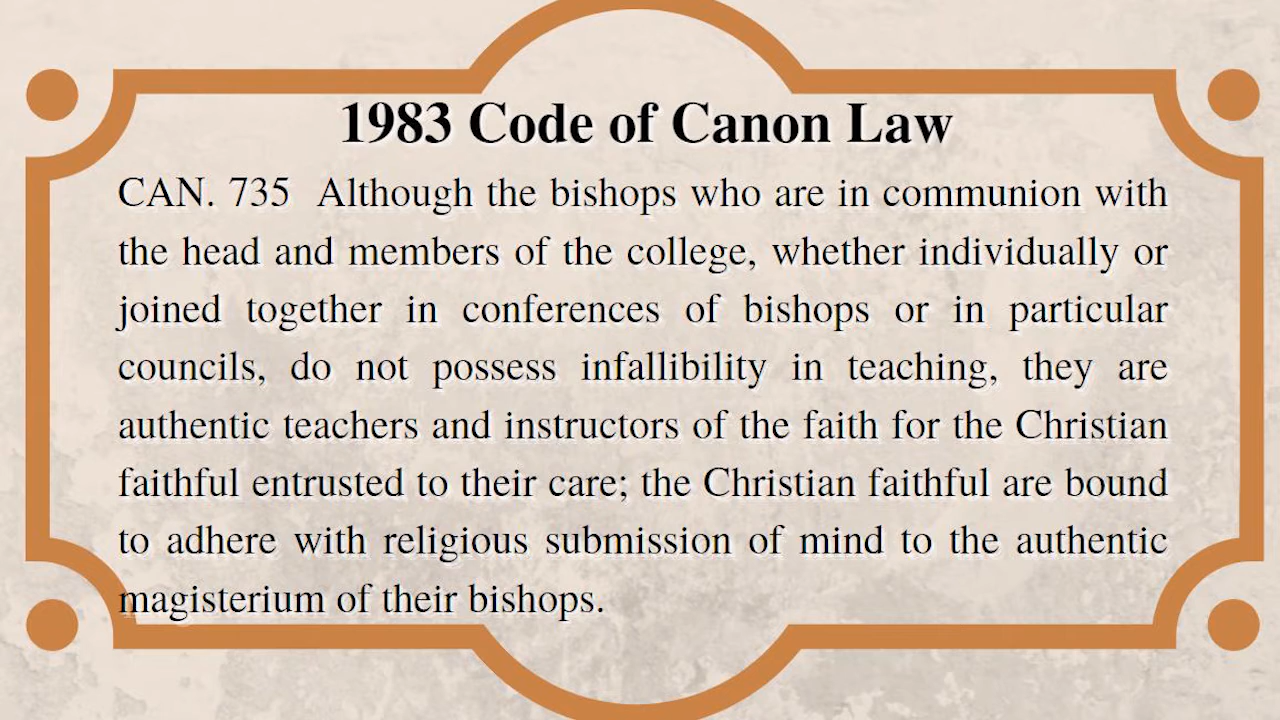 1983 Code of Canon Law
CAN. 735 Although the bishops who are in communion with
the head and members of the college, whether individually or
joined together in conferences of bishops or in particular
councils, do not possess infallibility in teaching, they are
authentic teachers and instructors of the faith for the Christian
faithful entrusted to their care; the Christian faithful are bound
to adhere with religious submission of mind to the authentic
magisterium of their bishops.